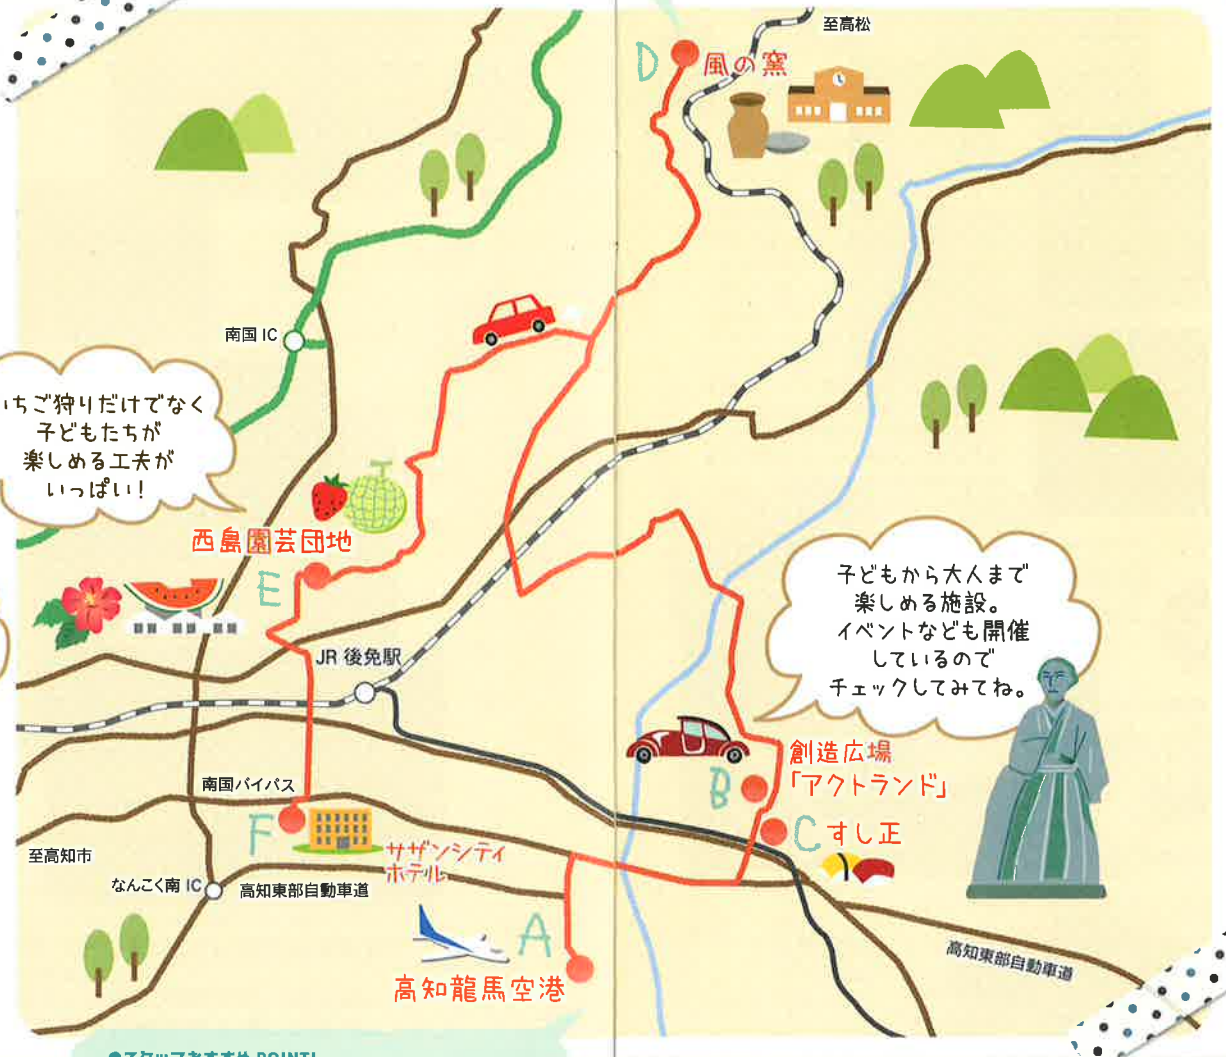 至高松
D
風の窯
南国 IC
ちご狩りだけでなく
子どもたちが
楽しめる工夫が
いっぱい!
西島園芸団地
E
子どもから大人まで
楽しめる施設。
イベントなども開催
しているので
チェックしてみてね。
JR 後免駅
創造広場
「アクトランド」
B
南国バイパス
F
C すし正
サザンシティ
ホテル
至高知市
なんこく南 IC
高知東部自動車道
A
高知龍馬空港
高知東部自動車道